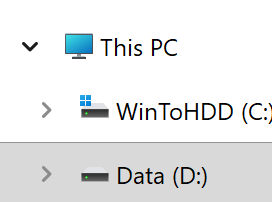 This PC
WinToHDD (C:)
Data (D:)